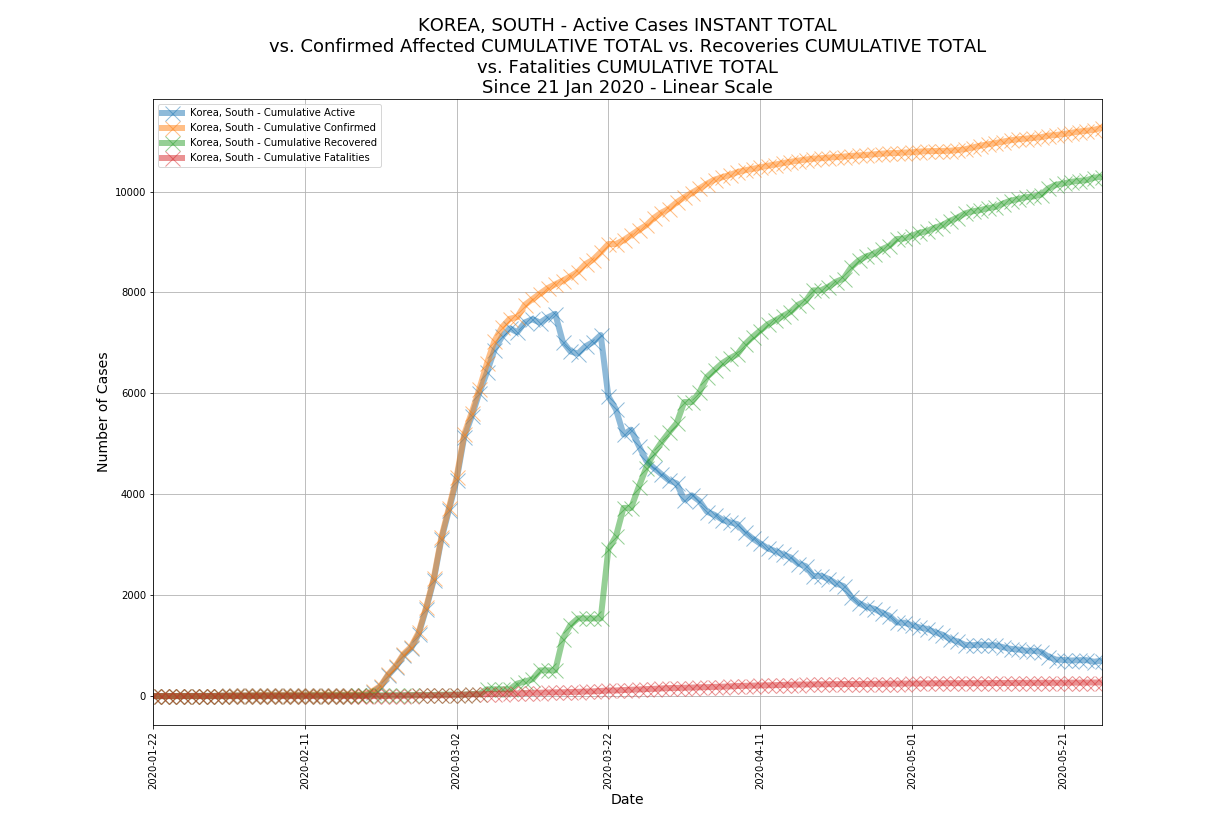 KOREA, SOUTH - Active Cases INSTANT TOTAL
vs. Confirmed Affected CUMULATIVE TOTAL vs. Recoveries CUMULATIVE TOTAL
vs. Fatalities CUMULATIVE TOTAL
Since 21 Jan 2020 - Linear Scale
Korea, South - Cumulative Active
Korea, South - Cumulative Confirmed
Korea, South - Cumulative Recovered
Korea, South - Cumulative Fatalities
Number of Cases
10000
8000
6000
4000
2000
0
2020-01-22
2020-02-11
2020-03-02
2020-03-22
2020-04-11
2020-05-01
2020-05-21
Date